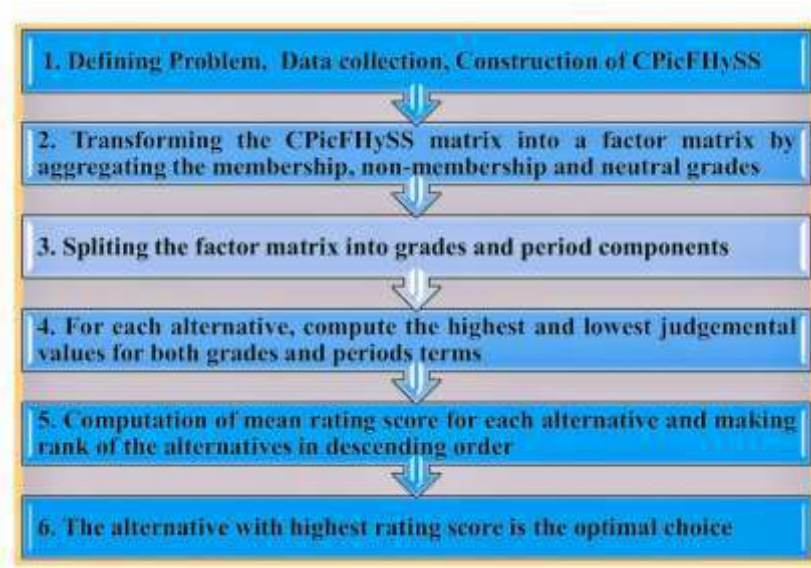 1. Defining Problem, Data collection, Construction of CPicFHySS
2. Transforming the CPicFHySS matrix into a factor matrix by
aggregating the membership, non-membership and neutral grades
3. Spliting the factor matrix into grades and period components
4. For each alternative, compute the highest and lowest judgemental
values for both grades and periods terms
5. Computation of mean rating score for each alternative and making
rank of the alternatives in descending order
6. The alternative with highest rating score is the optimal choice